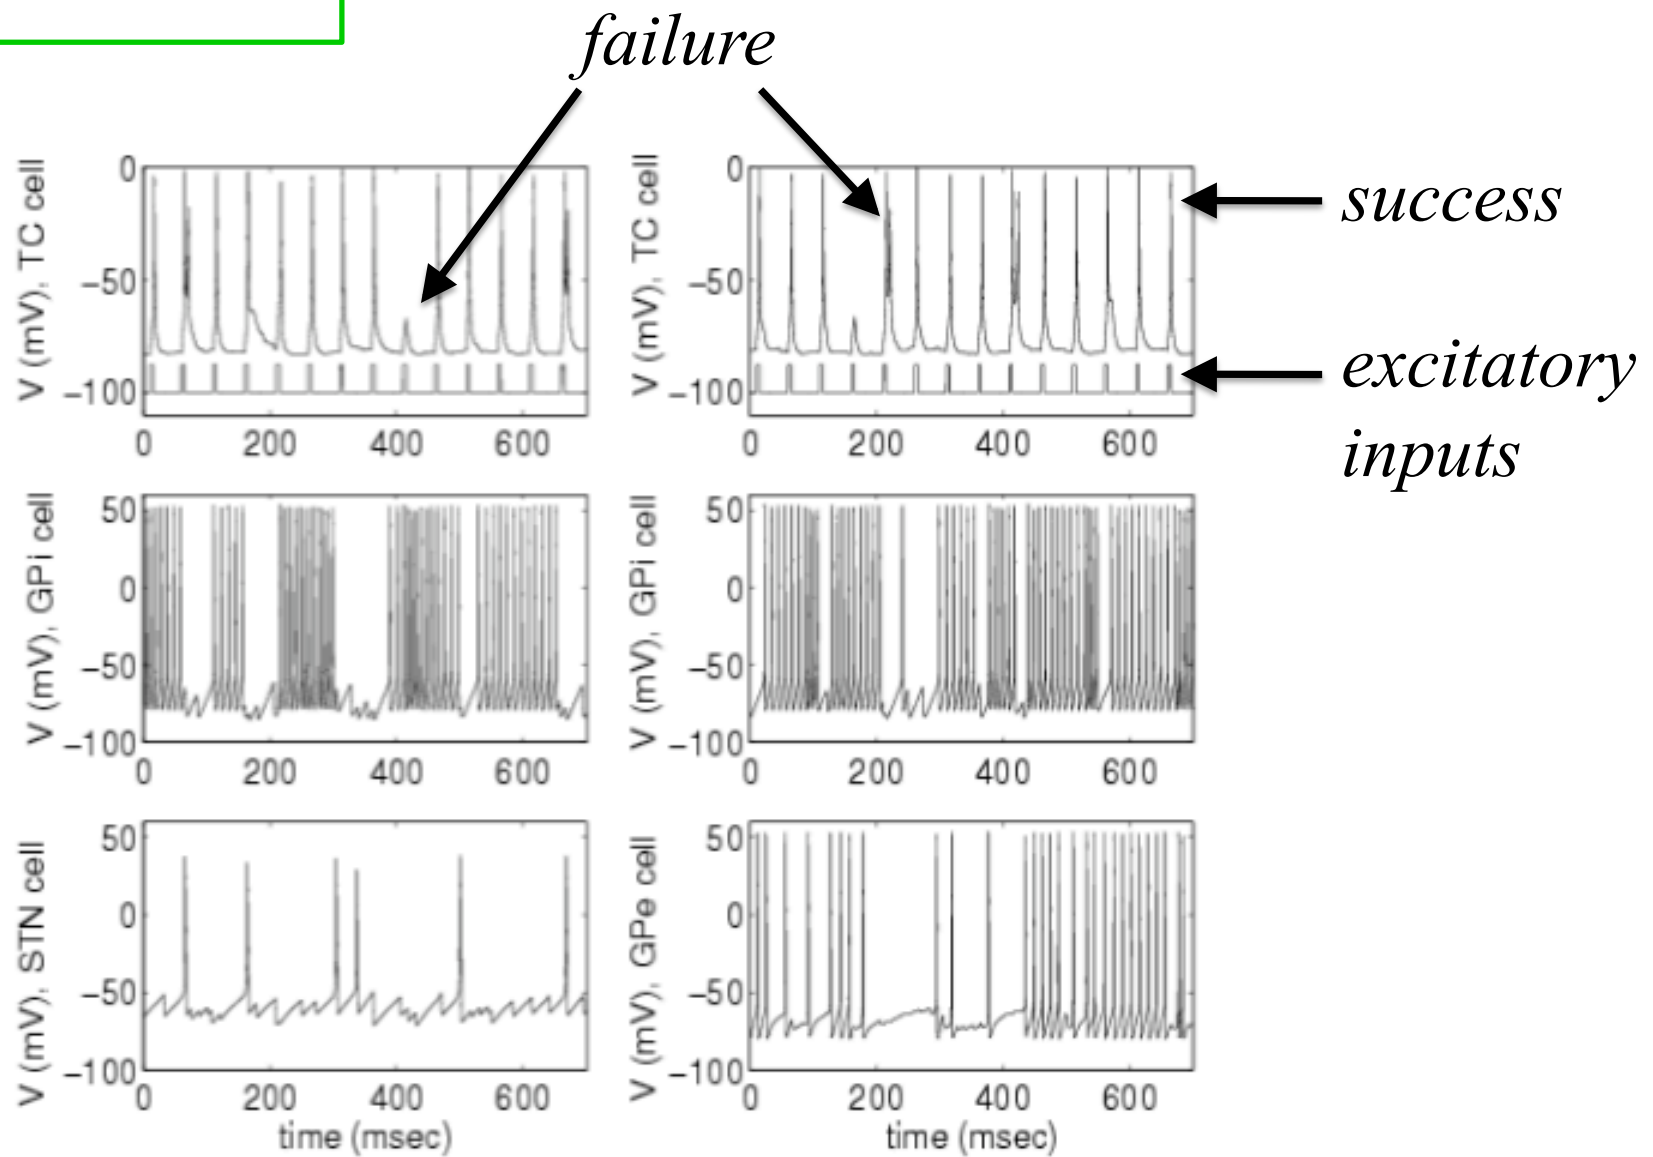 failure
success
excitatory
inputs
V (mV), TC cell
0
−50
−100
0 200 400 600
V (mV), TC cell
0
−50
−100
0 200 400 600
V (mV), GPi cell
50
0
−50
−100
0 200 400 600
V (mV), GPi cell
50
0
−50
−100
0 200 400 600
V (mV), STN cell
50
0
−50
−100
0 200 400 600
time (msec)
V (mV), GPe cell
50
0
−50
−100
0 200 400 600
time (msec)